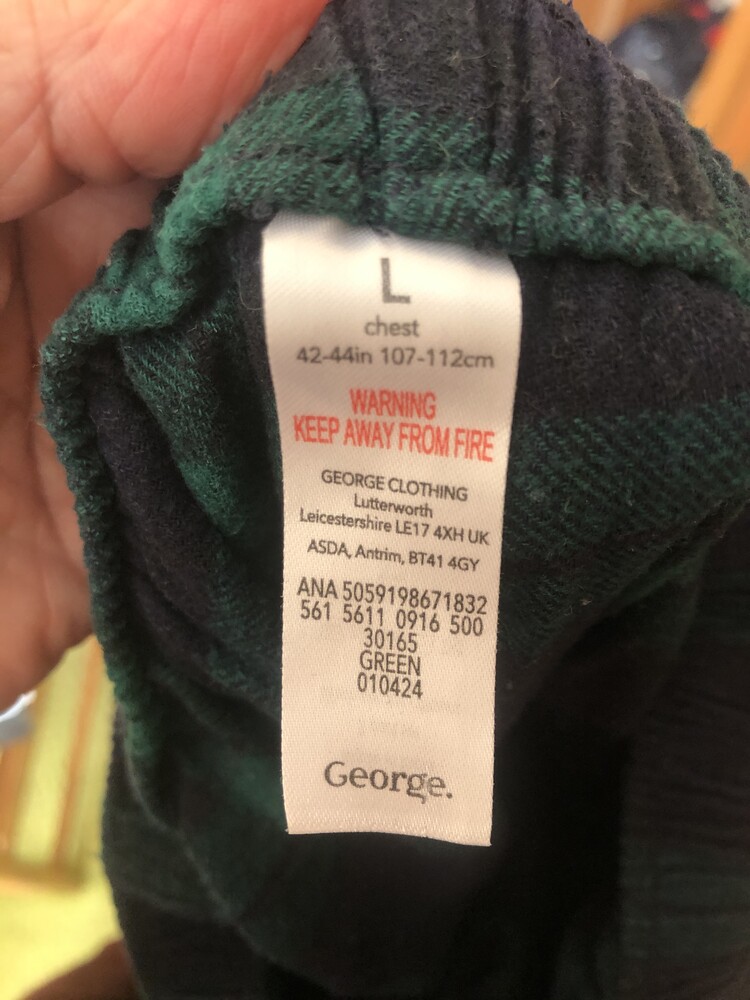 L
chest
42-44in 107-112cm
WARNING
KEEP AWAY FROM FIRE
GEORGE CLOTHING
Lutterworth
Leicestershire LE17 4XH UK
ASDA, Antrim, BT41 4GY
ANA 5059198671832
561 5611 0916 500
30165
GREEN
010424
George.